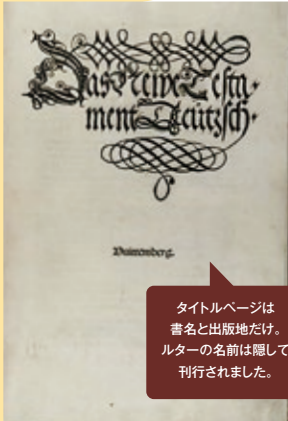 Das Newe Testa-
ment Deůtzsch.
Vuittemberg.
タイトルページは
書名と出版地だけ。
ルターの名前は隠して
刊行されました。